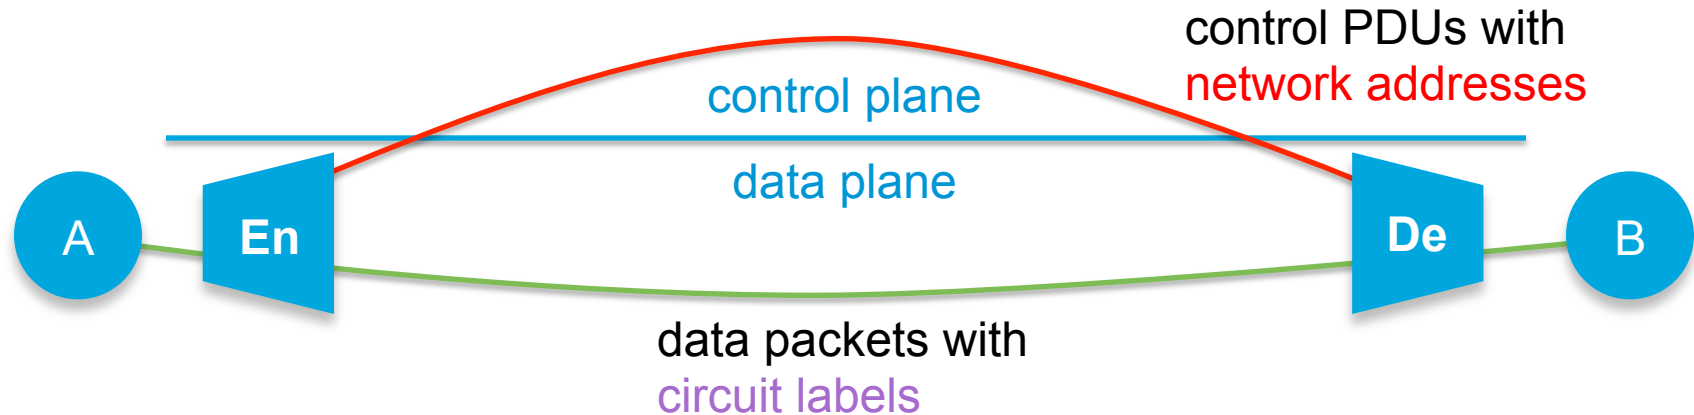 control PDUs with
network addresses
control plane
data plane
A
En
De
B
data packets with
circuit labels